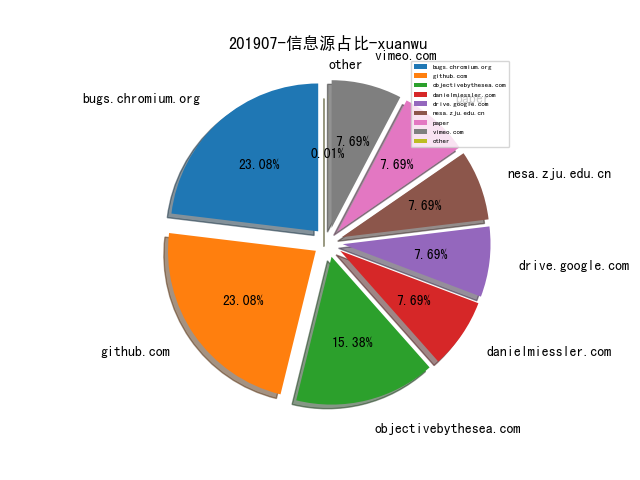 201907-信息源占比-xuanwu
vimeo.com
other
bugs.chromium.org
paper
nesa.zju.edu.cn
drive.google.com
danielmiessler.com
objectivebythesea.com
github.com
23.08%
0.01%
7.69%
7.69%
7.69%
7.69%
7.69%
15.38%
23.08%
bugs.chromium.org
github.com
objectivebythesea.com
danielmiessler.com
drive.google.com
nesa.zju.edu.cn
paper
vimeo.com
other